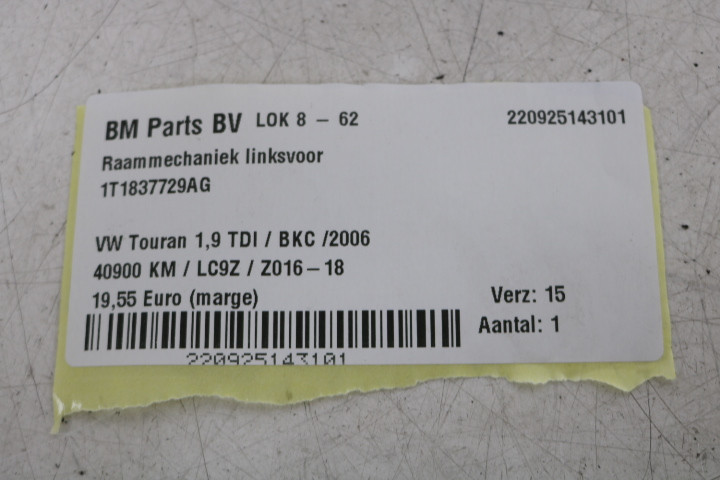 BM Parts BV LOK 8 – 62 220925143101
Raammechaniek linksvoor
1T1837729AG
VW Touran 1,9 TDI / BKC /2006
40900 KM / LC9Z / Z016–18
19,55 Euro (marge) Verz: 15
Aantal: 1
220925143101